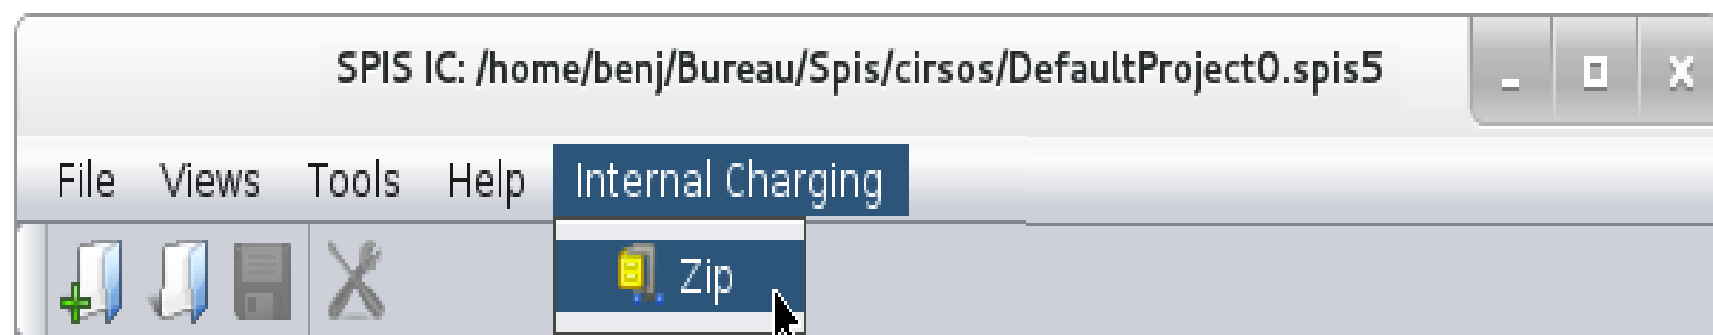 SPIS IC: /home/benj/Bureau/Spis/cirsos/DefaultProject0.spis5
File Views Tools Help Internal Charging
Zip